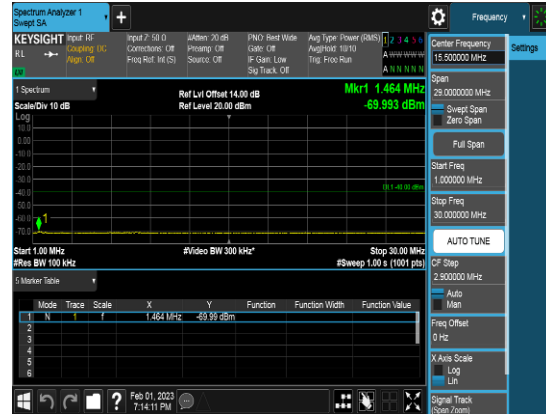 Spectrum Analyzer 1
Swept SA
Frequency
KEYSIGHT
RL
Input: RF
Coupling: DC
Align: Off
Input Z: 50 Ω
Corrections: Off
Freq Ref: Int (S)
#Atten: 20 dB
Preamp: Off
Source: Off
PNO: Best Wide
Gate: Off
IF Gain: Low
Sig Track: Off
Avg Type: Power (RMS)
Avg|Hold: 10/10
Trig: Free Run
1 2 3 4 5 6
A W W W W W
A N N N N N
1 Spectrum
Scale/Div 10 dB
Ref Lvl Offset 14.00 dB
Ref Level 20.00 dBm
Mkr1 1.464 MHz
-69.993 dBm
Log
10.0
0.00
-10.0
-20.0
-30.0
-40.0
-50.0
-60.0
-70.0
DL1 -40.00 dBm
1
Start 1.00 MHz
#Res BW 100 kHz
#Video BW 300 kHz*
Stop 30.00 MHz
#Sweep 1.00 s (1001 pts)
5 Marker Table
Mode Trace Scale X Y Function Function Width Function Value
1 N 1 f 1.464 MHz -69.99 dBm
2
3
4
5
6
Feb 01, 2023
7:14:11 PM
Center Frequency
15.500000 MHz
Settings
Span
29.0000000 MHz
Swept Span
Zero Span
Full Span
Start Freq
1.000000 MHz
Stop Freq
30.000000 MHz
AUTO TUNE
CF Step
2.900000 MHz
Auto
Man
Freq Offset
0 Hz
X Axis Scale
Log
Lin
Signal Track
(Span Zoom)